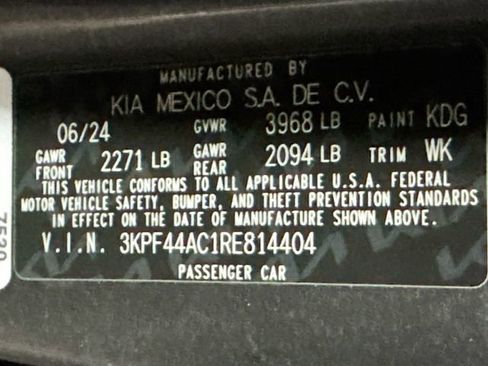 MANUFACTURED BY
KIA MEXICO S.A. DE C.V.
06/24 GVWR 3968 LB PAINT KDG
GAWR FRONT 2271 LB GAWR REAR 2094 LB TRIM WK
THIS VEHICLE CONFORMS TO ALL APPLICABLE U.S.A. FEDERAL
MOTOR VEHICLE SAFETY, BUMPER, AND THEFT PREVENTION STANDARDS
IN EFFECT ON THE DATE OF MANUFACTURE SHOWN ABOVE.
V.I.N. 3KPF44AC1RE814404
PASSENGER CAR